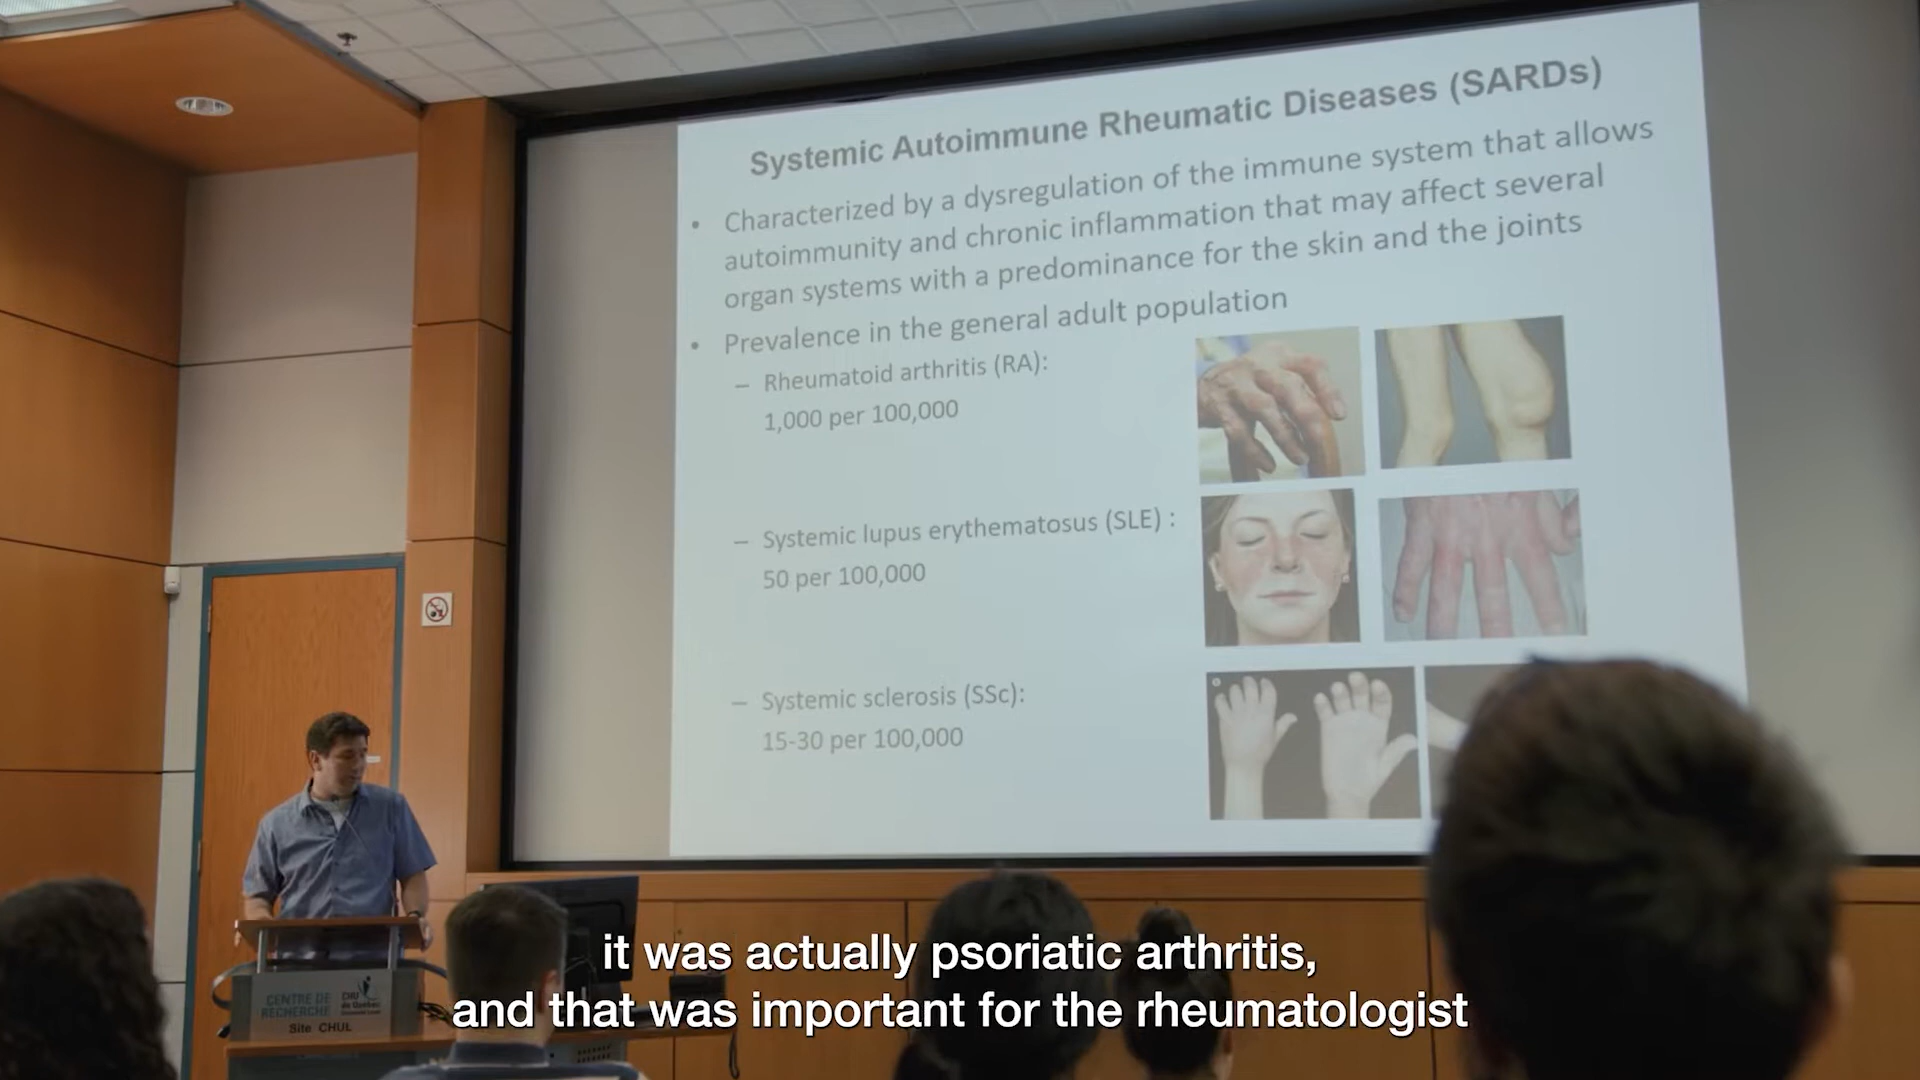 Systemic Autoimmune Rheumatic Diseases (SARDs)
• Characterized by a dysregulation of the immune system that allows
autoimmunity and chronic inflammation that may affect several
organ systems with a predominance for the skin and the joints
• Prevalence in the general adult population
– Rheumatoid arthritis (RA):
1,000 per 100,000
– Systemic lupus erythematosus (SLE) :
50 per 100,000
– Systemic sclerosis (SSc):
15-30 per 100,000
CENTRE DE
RECHERCHE
CHU
de Québec
Site CHUL
it was actually psoriatic arthritis,
and that was important for the rheumatologist